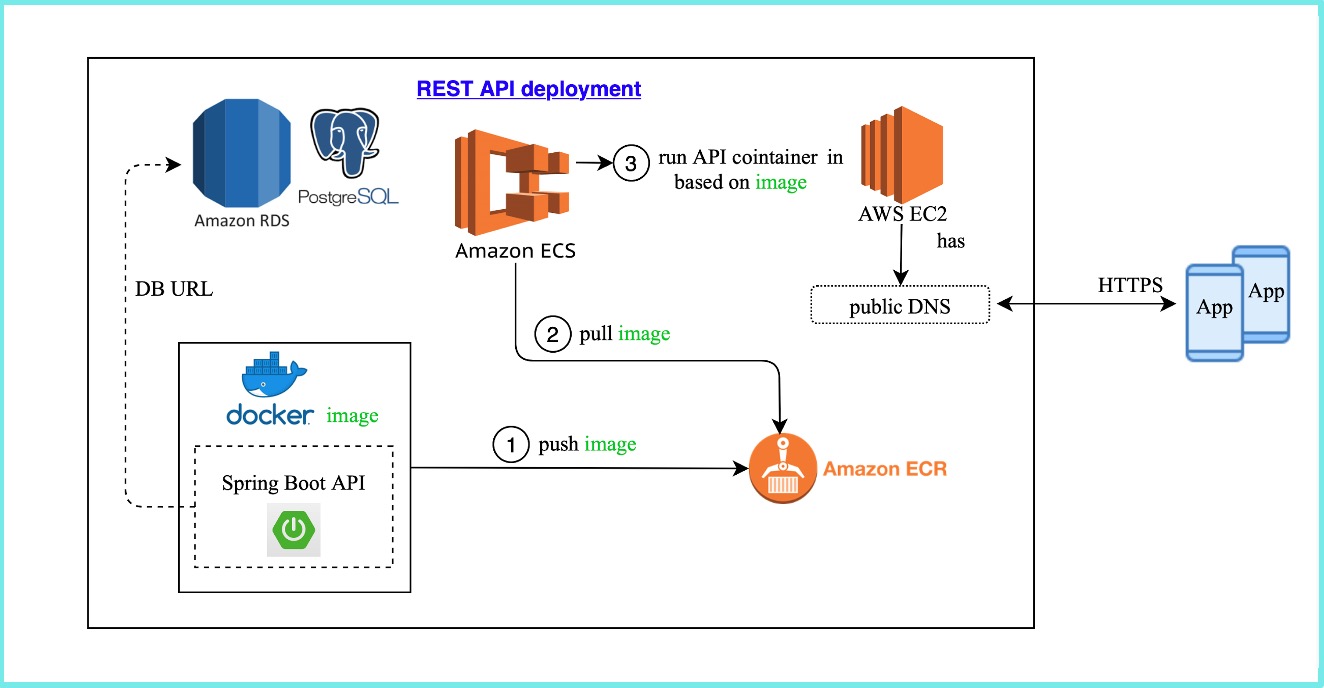 REST API deployment
PostgreSQL
Amazon RDS
Amazon ECS
3
run API cointainer in
based on image
AWS EC2
has
public DNS
HTTPS
App
App
DB URL
2
pull image
docker image
1
push image
Amazon ECR
Spring Boot API